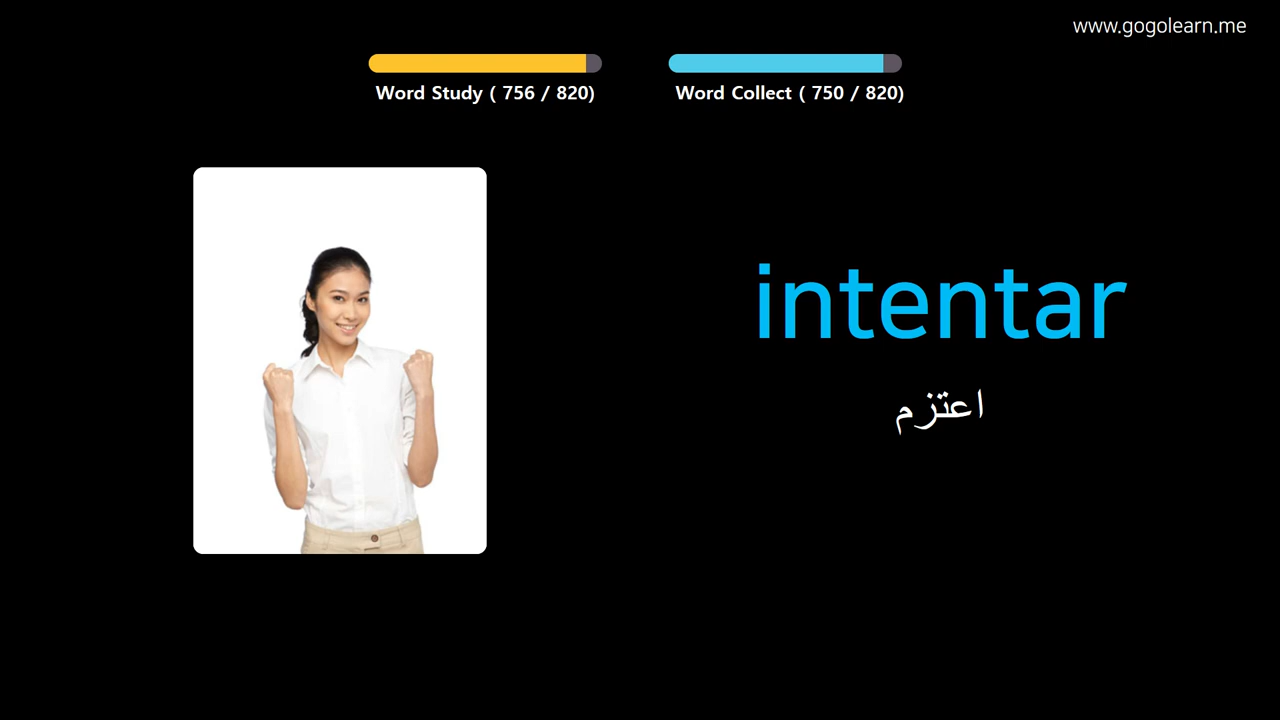 www.gogolearn.me
Word Study ( 756 / 820)
Word Collect ( 750 / 820)
intentar
اعتزم